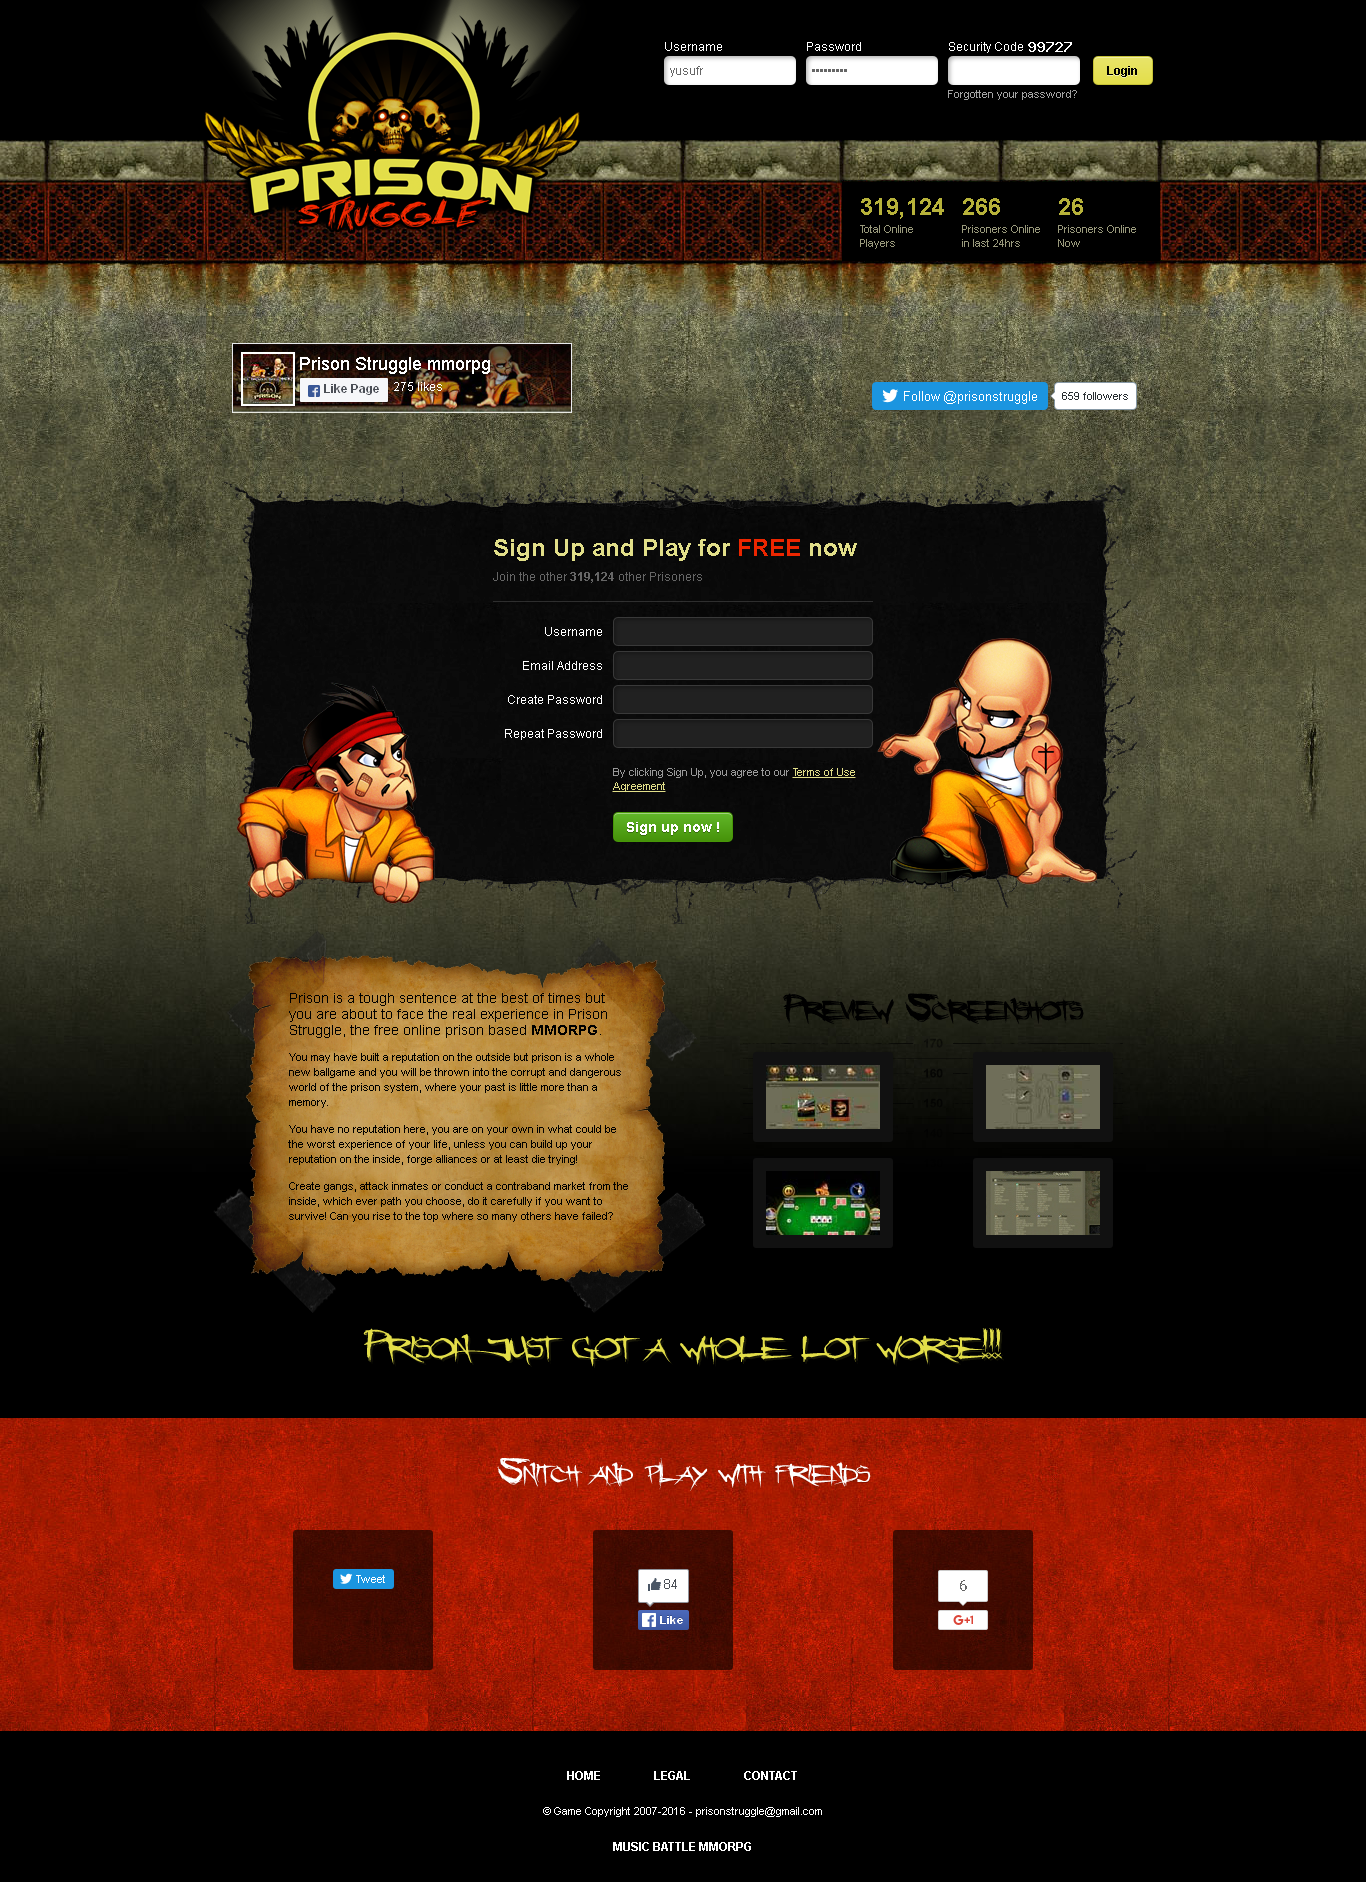 Username
Password
Security Code 99727
yusufr
•••••••••
Login
Forgotten your password?
PRISON
STRUGGLE
319,124
266
26
Total Online
Players
Prisoners Online
in last 24hrs
Prisoners Online
Now
Prison Struggle mmorpg
Like Page
275 likes
Follow @prisonstruggle
659 followers
Sign Up and Play for FREE now
Join the other 319,124 other Prisoners
Username
Email Address
Create Password
Repeat Password
By clicking Sign Up, you agree to our Terms of Use
Agreement
Sign up now !
Prison is a tough sentence at the best of times but
you are about to face the real experience in Prison
Struggle, the free online prison based MMORPG.
You may have built a reputation on the outside but prison is a whole
new ballgame and you will be thrown into the corrupt and dangerous
world of the prison system, where your past is little more than a
memory.
You have no reputation here, you are on your own in what could be
the worst experience of your life, unless you can build up your
reputation on the inside, forge alliances or at least die trying!
Create gangs, attack inmates or conduct a contraband market from the
inside, which ever path you choose, do it carefully if you want to
survive! Can you rise to the top where so many others have failed?
Preview Screenshots
170
160
150
Prison just got a whole lot worse!!!
Snitch and play with friends
Tweet
84
Like
6
G+1
HOME
LEGAL
CONTACT
© Game Copyright 2007-2016 - prisonstruggle@gmail.com
MUSIC BATTLE MMORPG